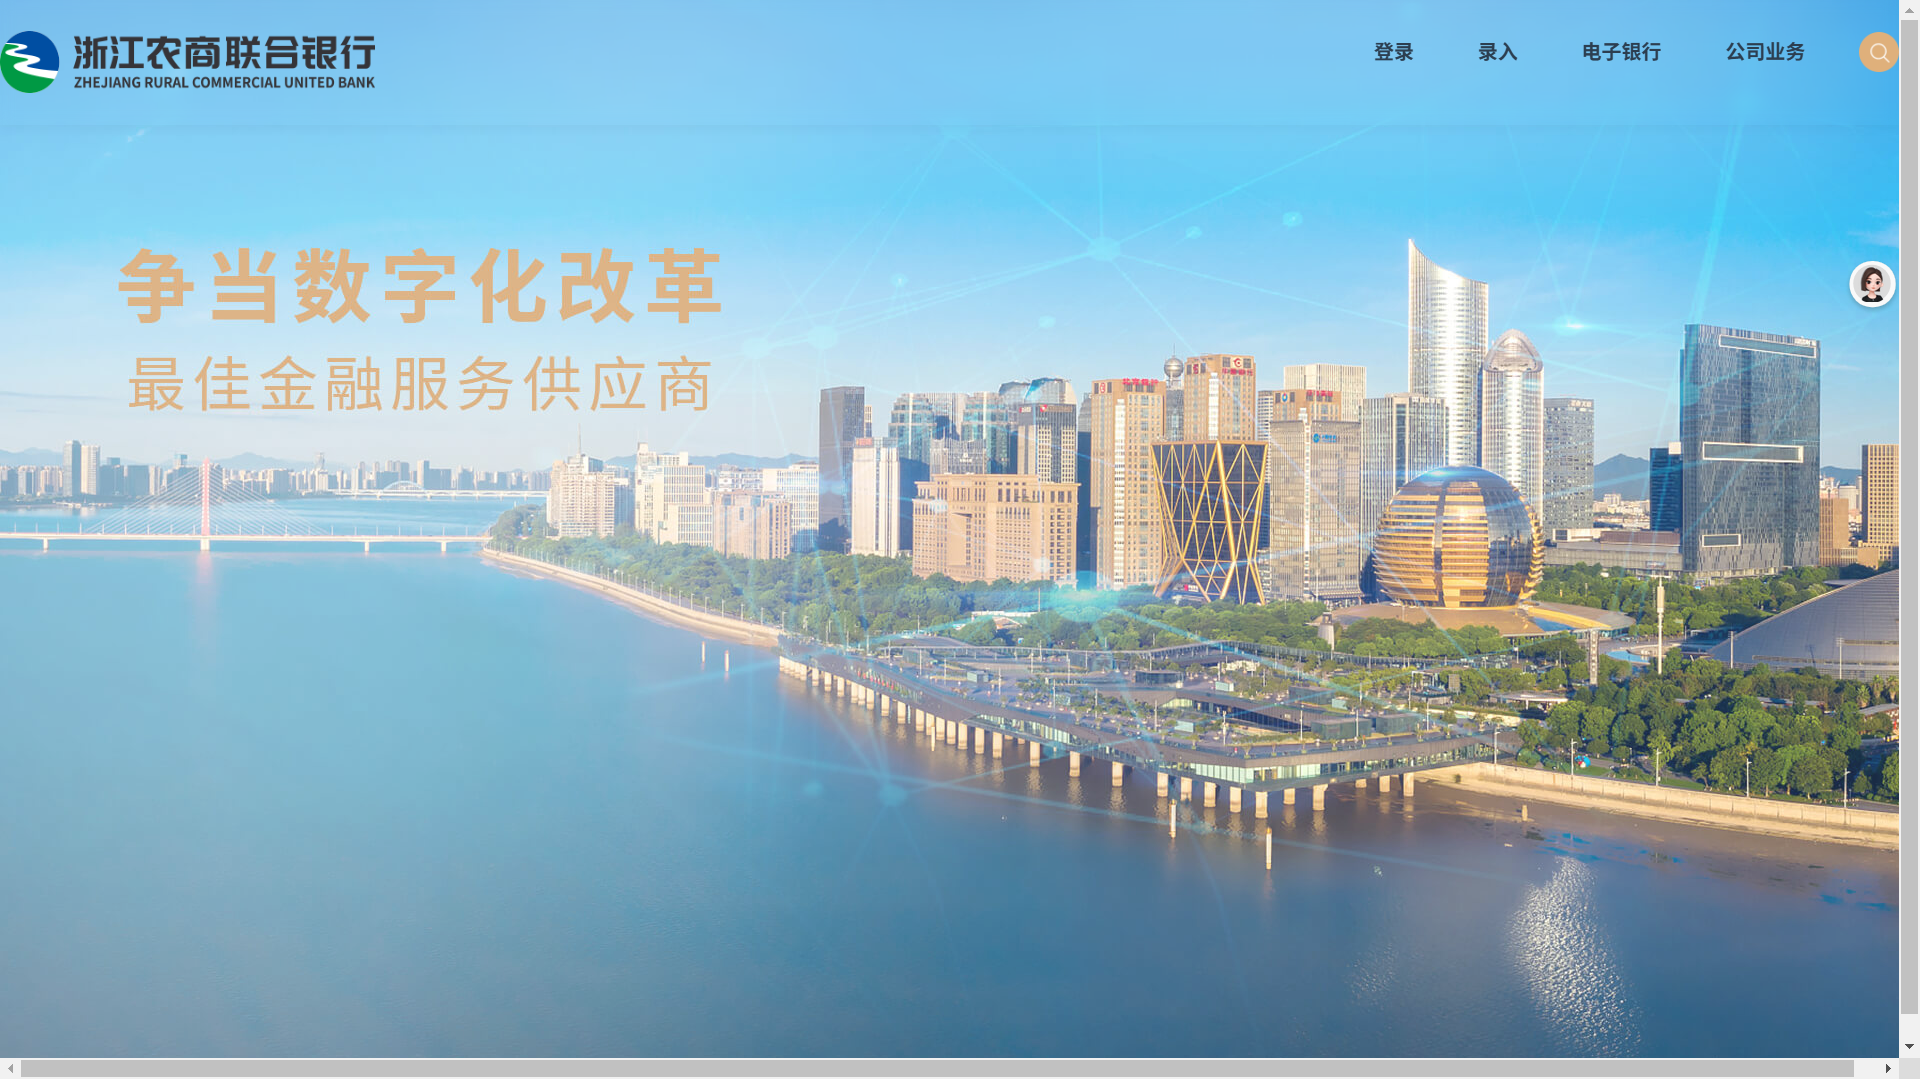 浙江农商联合银行
ZHEJIANG RURAL COMMERCIAL UNITED BANK
登录
录入
电子银行
公司业务
争当数字化改革
最佳金融服务供应商